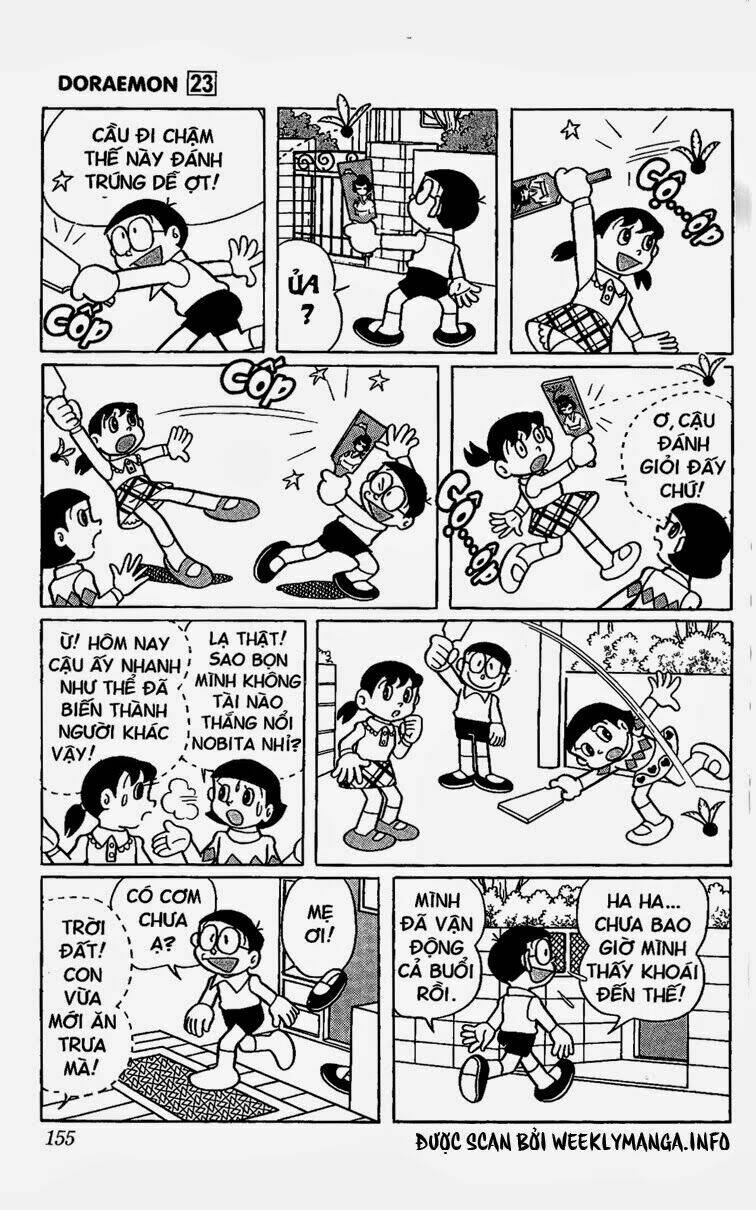 DORAEMON 23
CỘ...ỘP
ỦA
?
CẦU ĐI CHẬM
THẾ NÀY ĐÁNH
TRÚNG DỄ ỢT!
CỐP
Ơ, CẬU
ĐÁNH
GIỎI ĐẤY
CHỨ!
CỘ...ỘP
CỐP
LẠ THẬT!
SAO BỌN
MÌNH KHÔNG
TÀI NÀO
THẮNG NỔI
NOBITA NHỈ?
Ừ! HÔM NAY
CẬU ẤY NHANH
NHƯ THỂ ĐÃ
BIẾN THÀNH
NGƯỜI KHÁC
VẬY!
HA HA...
CHƯA BAO
GIỜ MÌNH
THẤY KHOÁI
ĐẾN THẾ!
MÌNH
ĐÃ VẬN
ĐỘNG
CẢ BUỔI
RỒI.
MẸ
ƠI!
CÓ CƠM
CHƯA
Ạ?
TRỜI
ĐẤT!
CON
VỪA
MỚI ĂN
TRƯA
MÀ!
155
ĐƯỢC SCAN BỞI WEEKLYMANGA.INFO